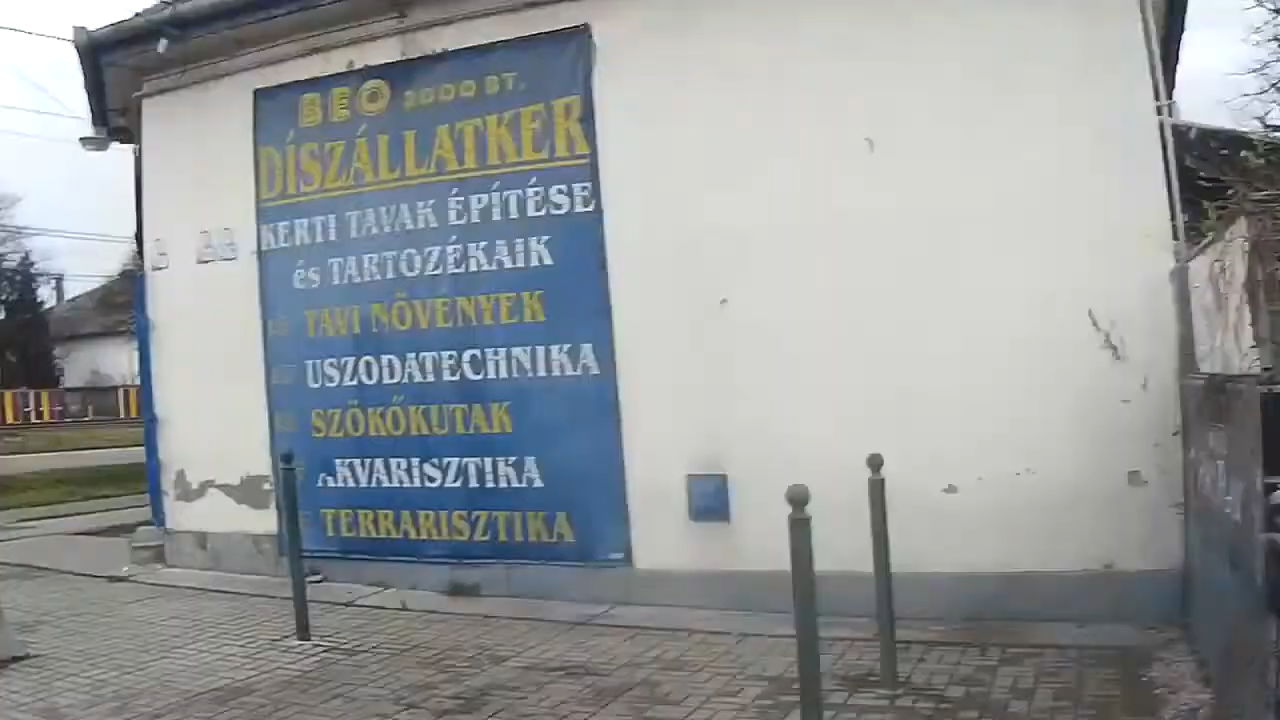 BEO 2000 BT.
DÍSZÁLLATKER
KERTI TAVAK ÉPÍTÉSE
és TARTOZÉKAIK
TAVI NÖVÉNYEK
USZODATECHNIKA
SZÖKŐKUTAK
AKVARISZTIKA
TERRARISZTIKA